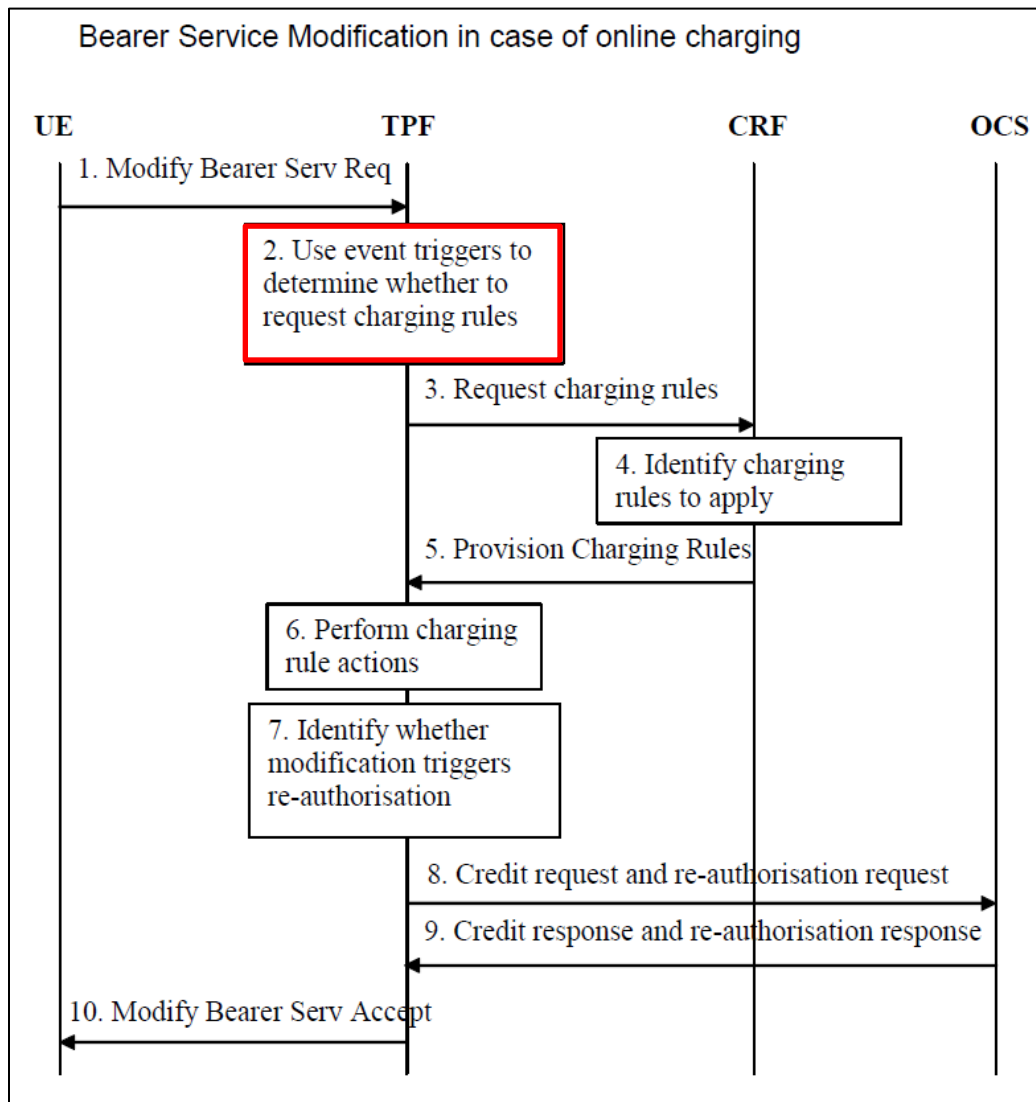 Bearer Service Modification in case of online charging
UE TPF CRF OCS
1. Modify Bearer Serv Req
2. Use event triggers to
determine whether to
request charging rules
3. Request charging rules
4. Identify charging
rules to apply
5. Provision Charging Rules
6. Perform charging
rule actions
7. Identify whether
modification triggers
re-authorisation
8. Credit request and re-authorisation request
9. Credit response and re-authorisation response
10. Modify Bearer Serv Accept